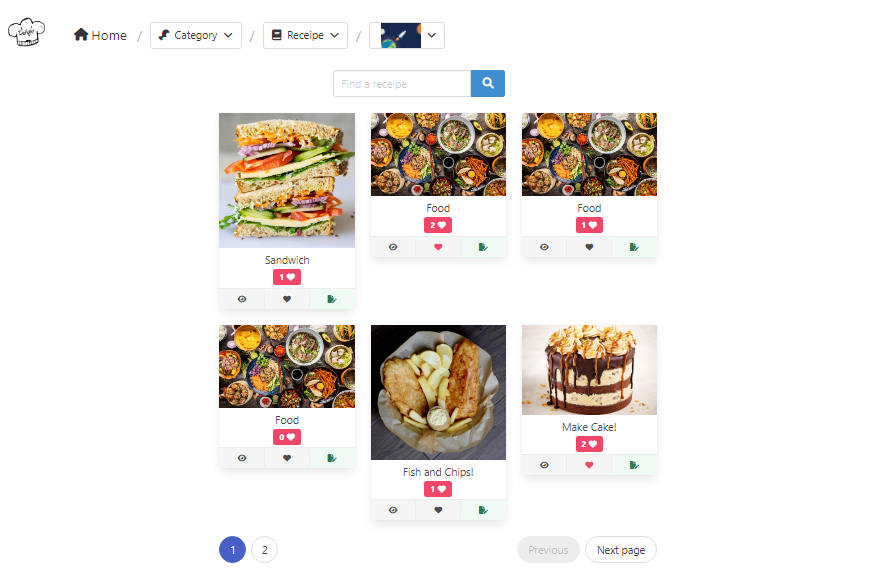 Home / Category / Receipe /
Find a receipe
Sandwich
1
Food
2
Food
1
Food
0
Fish and Chips!
1
Make Cake!
2
1 2 Previous Next page